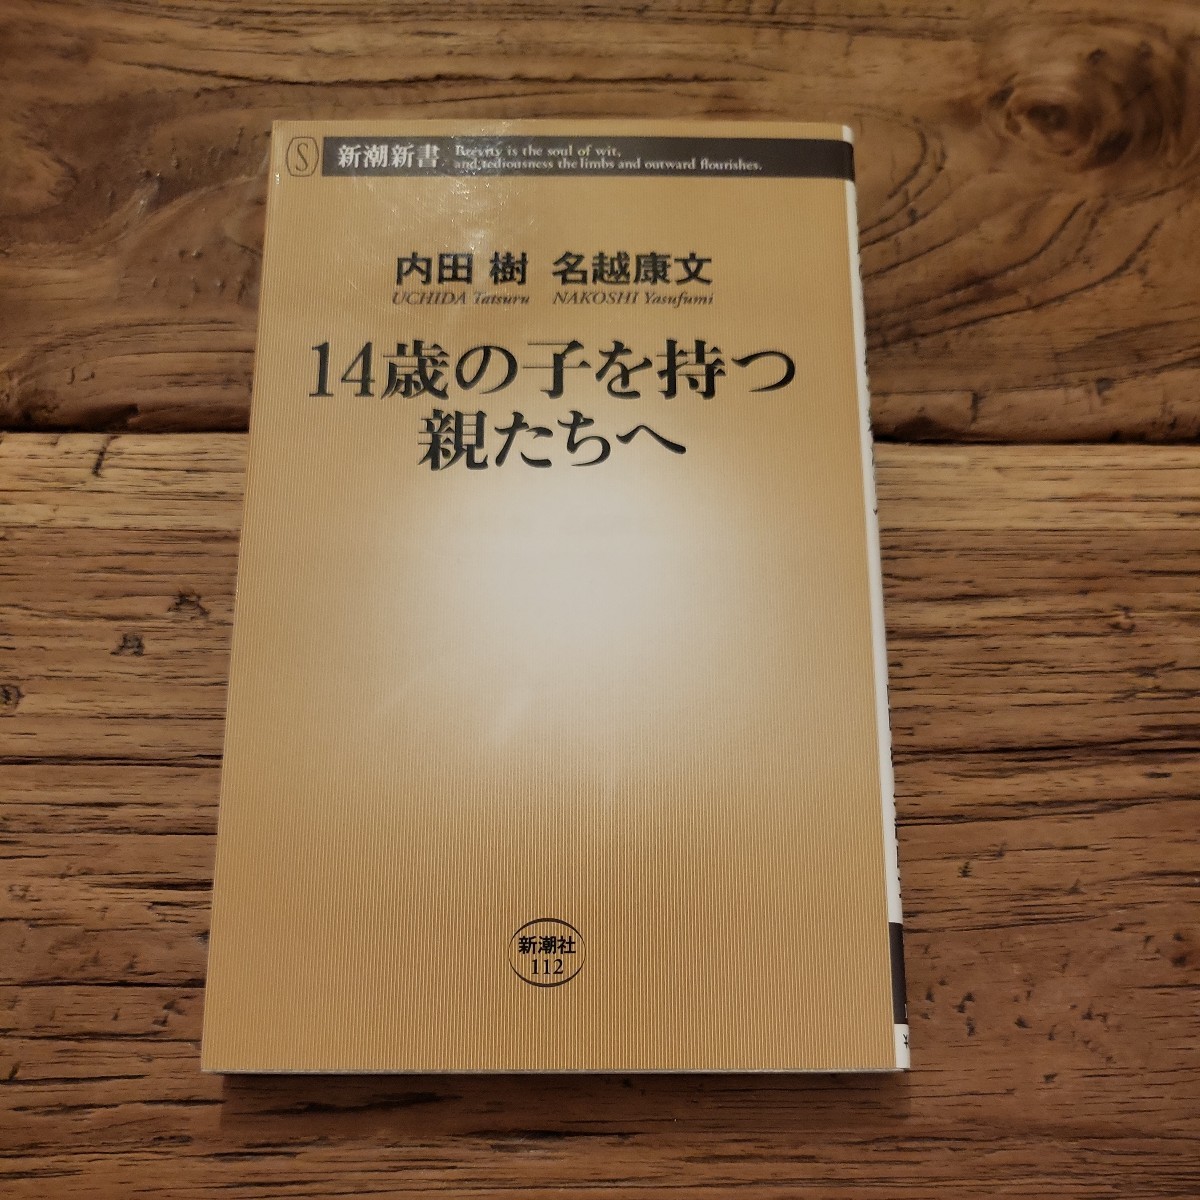 S
新潮新書
Brevity is the soul of wit,
and tediousness the limbs and outward flourishes.
内田 樹 名越康文
UCHIDA Tatsuru NAKOSHI Yasufumi
14歳の子を持つ
親たちへ
新潮社
112